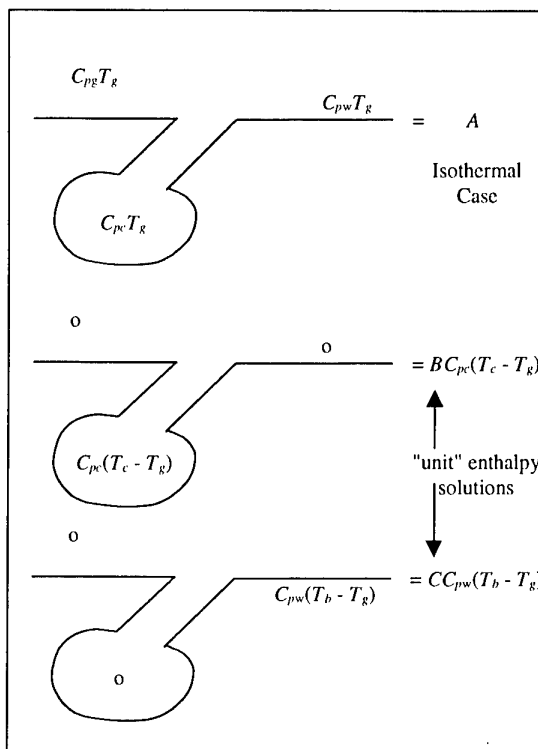 C_{pg}T_g
C_{pw}T_g = A
Isothermal
Case
C_{pc}T_g
o
o
= BC_{pc}(T_c - T_g)
C_{pc}(T_c - T_g)
"unit" enthalpy
solutions
o
C_{pw}(T_b - T_g) = CC_{pw}(T_b - T_g)
o